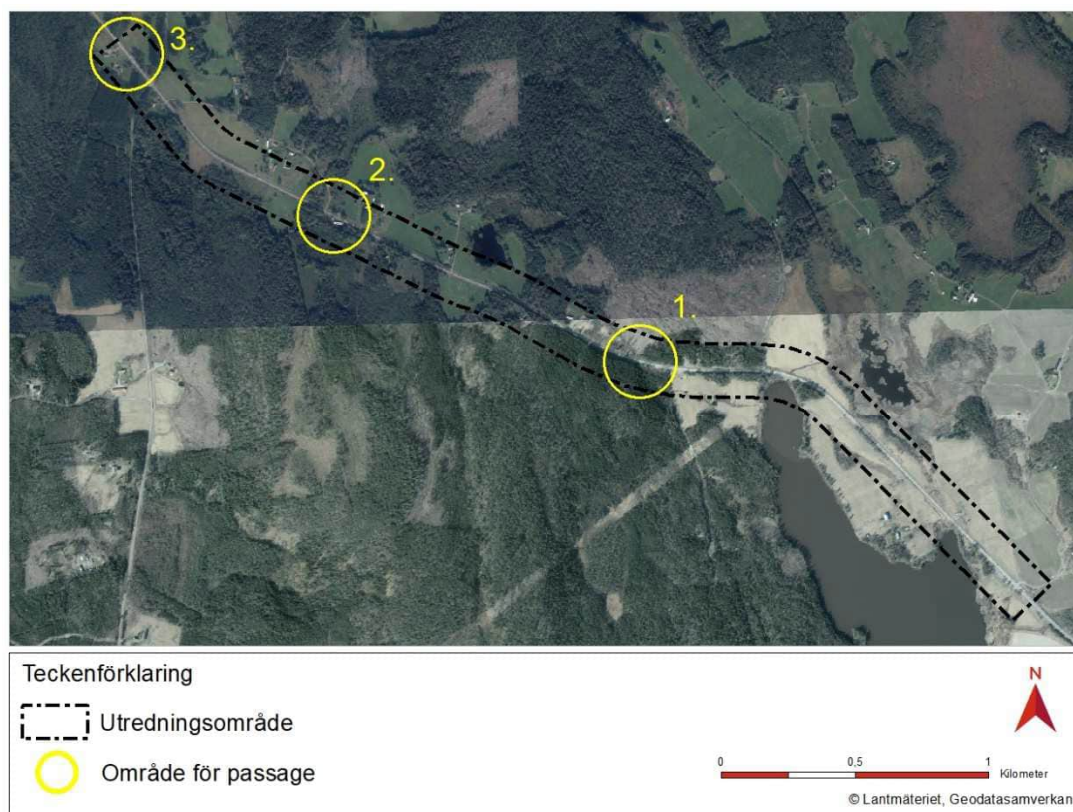 3.
2.
1.
Teckenförklaring
Utredningsområde
Område för passage
N
0 0,5 1
Kilometer
© Lantmäteriet, Geodatasamverkan